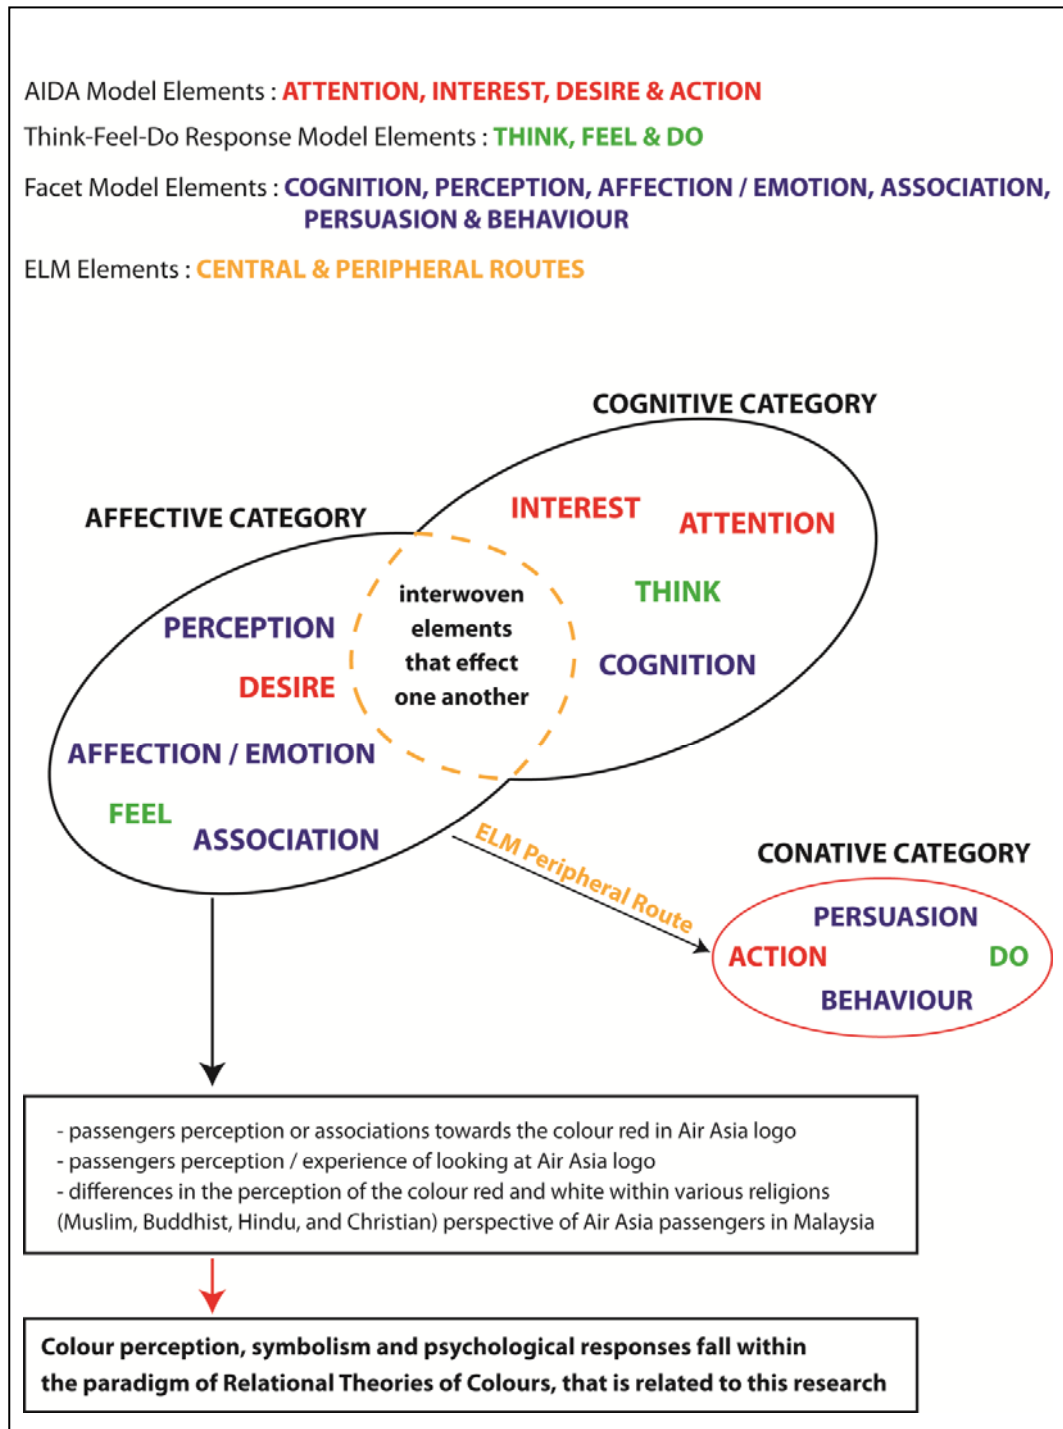 AIDA Model Elements : ATTENTION, INTEREST, DESIRE & ACTION
Think-Feel-Do Response Model Elements : THINK, FEEL & DO
Facet Model Elements : COGNITION, PERCEPTION, AFFECTION / EMOTION, ASSOCIATION,
PERSUASION & BEHAVIOUR
ELM Elements : CENTRAL & PERIPHERAL ROUTES
COGNITIVE CATEGORY
INTEREST
ATTENTION
THINK
COGNITION
AFFECTIVE CATEGORY
PERCEPTION
DESIRE
AFFECTION / EMOTION
FEEL
ASSOCIATION
interwoven
elements
that effect
one another
ELM Peripheral Route
CONATIVE CATEGORY
PERSUASION
ACTION
DO
BEHAVIOUR
- passengers perception or associations towards the colour red in Air Asia logo
- passengers perception / experience of looking at Air Asia logo
- differences in the perception of the colour red and white within various religions
(Muslim, Buddhist, Hindu, and Christian) perspective of Air Asia passengers in Malaysia
Colour perception, symbolism and psychological responses fall within
the paradigm of Relational Theories of Colours, that is related to this research